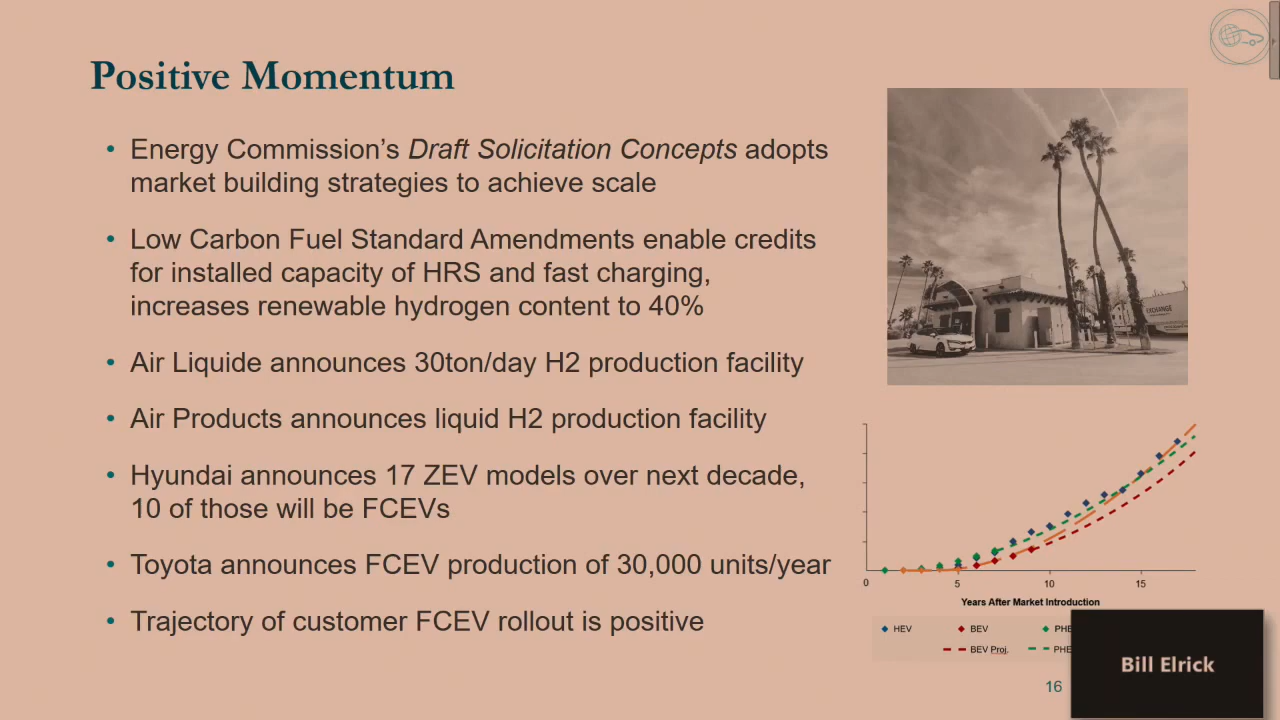 Positive Momentum
• Energy Commission's Draft Solicitation Concepts adopts
market building strategies to achieve scale
• Low Carbon Fuel Standard Amendments enable credits
for installed capacity of HRS and fast charging,
increases renewable hydrogen content to 40%
• Air Liquide announces 30ton/day H2 production facility
• Air Products announces liquid H2 production facility
• Hyundai announces 17 ZEV models over next decade,
10 of those will be FCEVs
• Toyota announces FCEV production of 30,000 units/year
• Trajectory of customer FCEV rollout is positive
EXCHANGE
0 5 10 15
Years After Market Introduction
HEV BEV PHE
BEV Proj. PHE
16
Bill Elrick